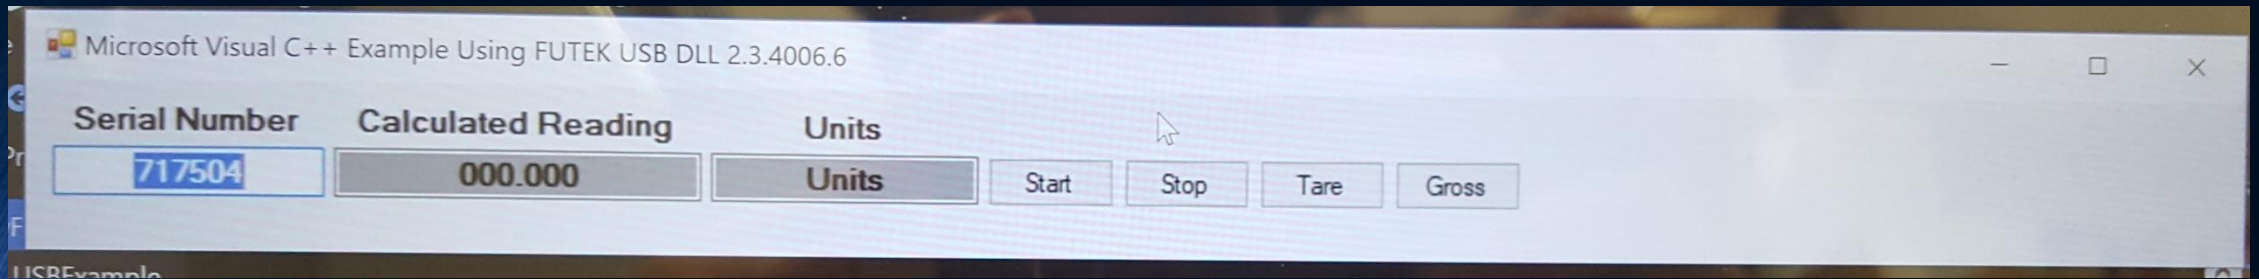 Microsoft Visual C++ Example Using FUTEK USB DLL 2.3.4006.6
Serial Number Calculated Reading Units
717504 000.000 Units Start Stop Tare Gross
USBExample